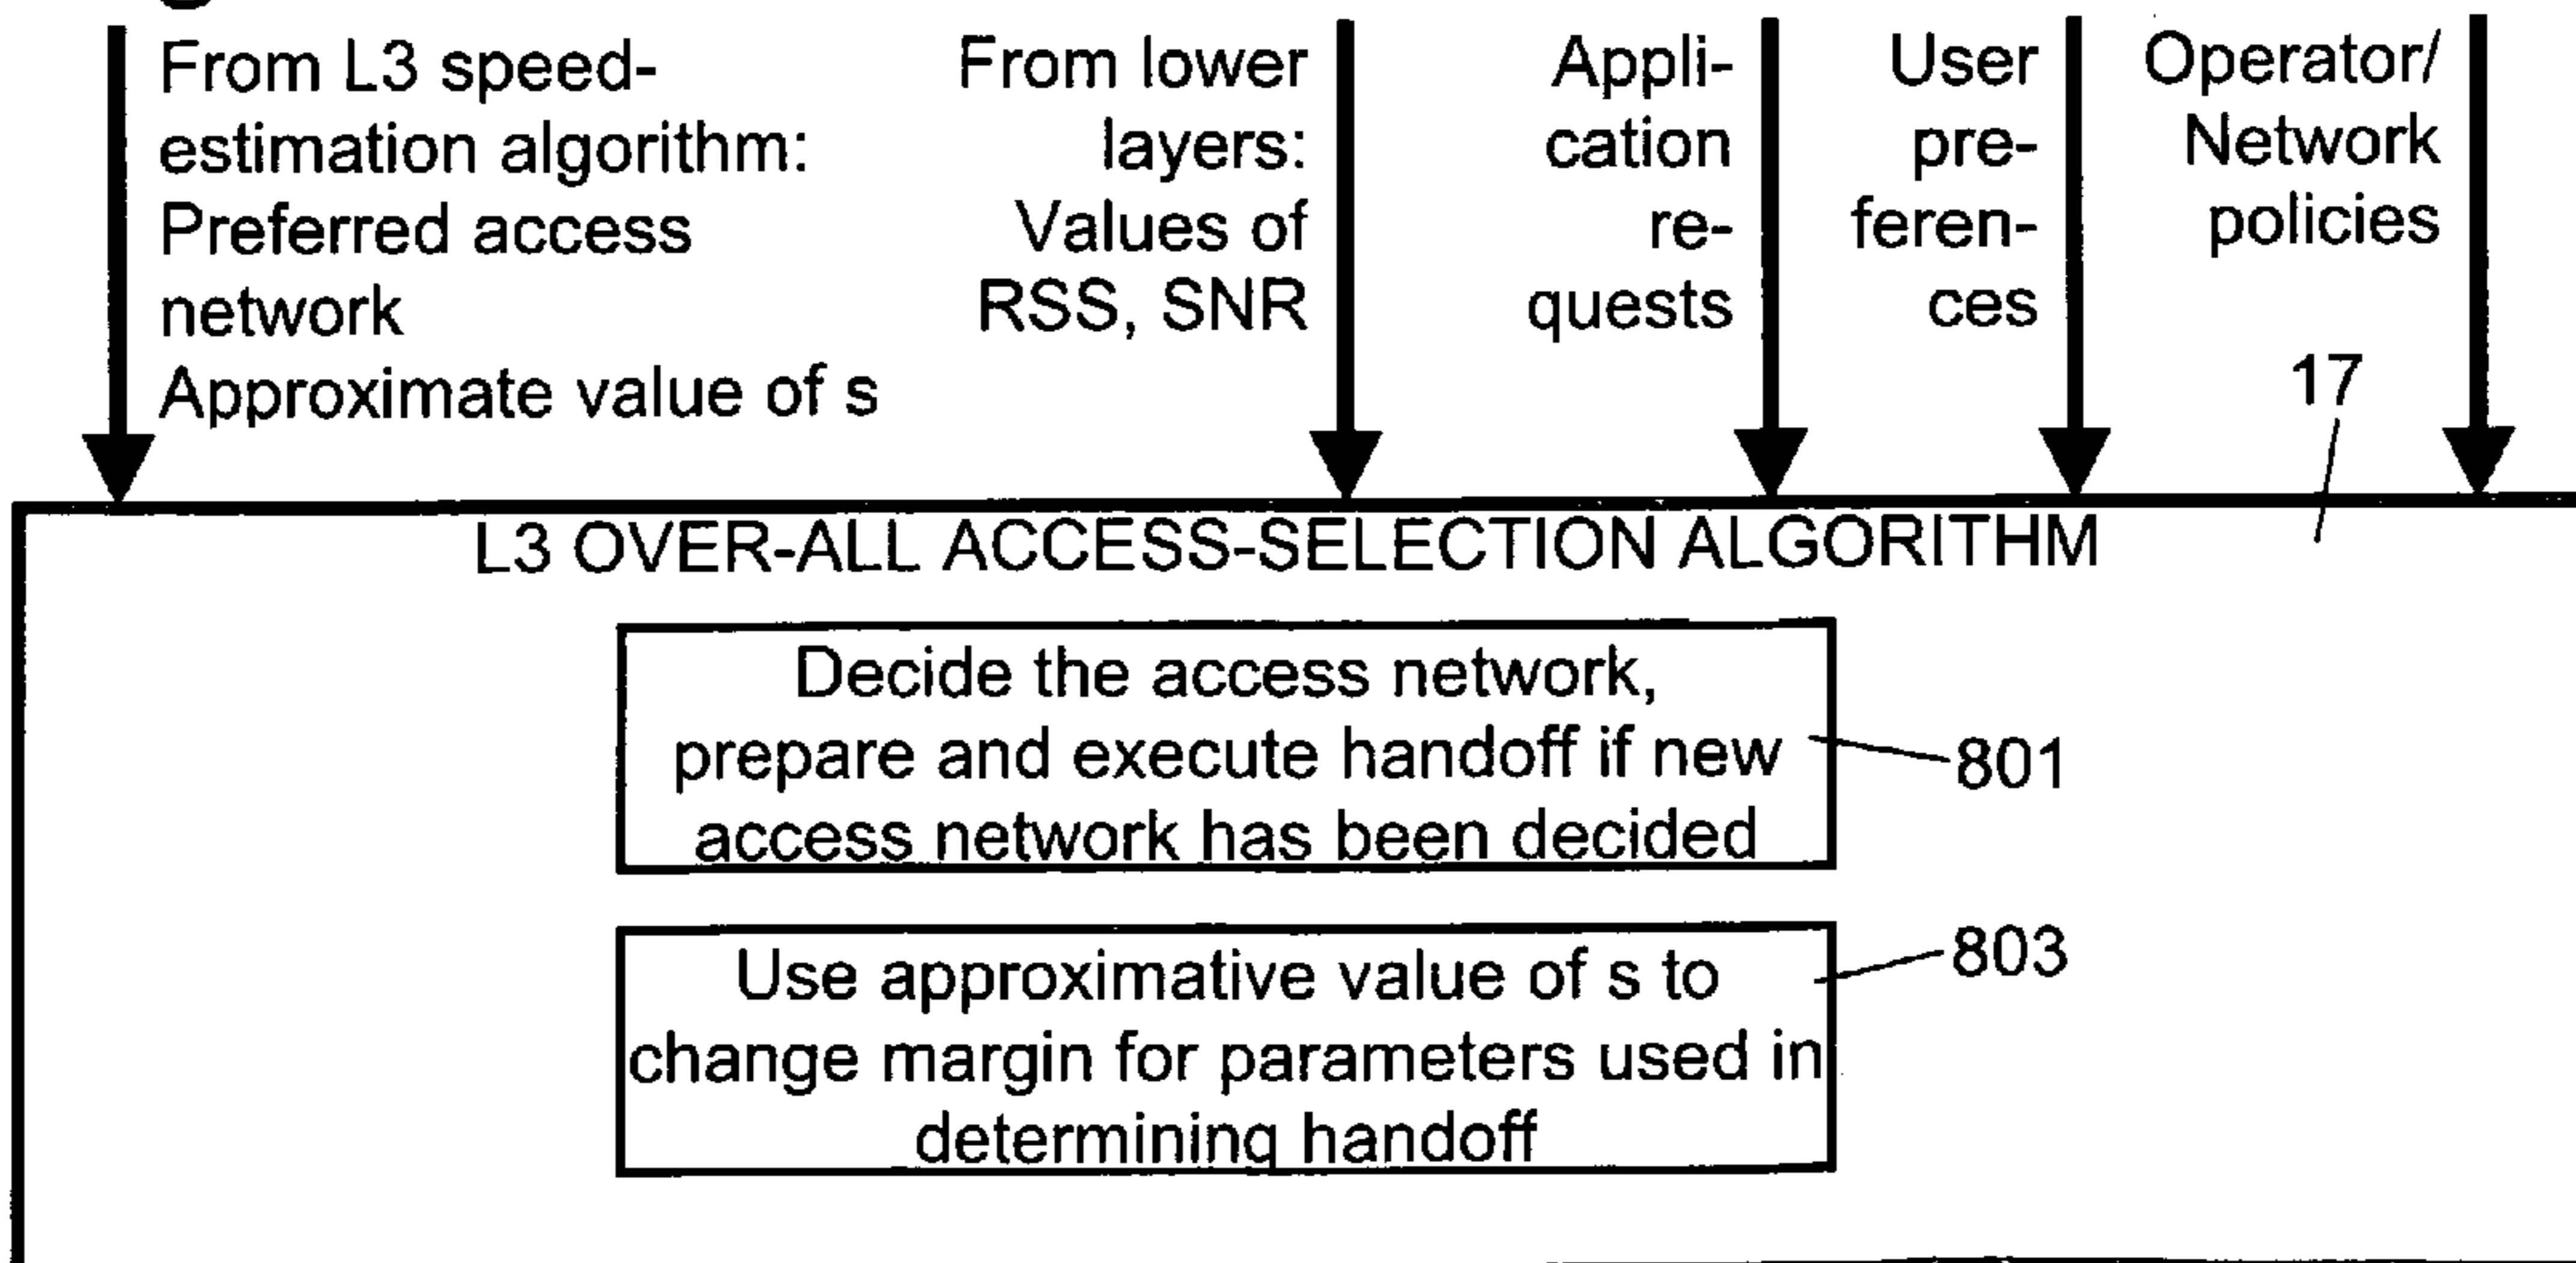 From L3 speed-
estimation algorithm:
Preferred access
network
Approximate value of s
From lower
layers:
Values of
RSS, SNR
Appli-
cation
re-
quests
User
pre-
feren-
ces
Operator/
Network
policies
17
L3 OVER-ALL ACCESS-SELECTION ALGORITHM
Decide the access network,
prepare and execute handoff if new
access network has been decided
801
Use approximative value of s to
change margin for parameters used in
determining handoff
803